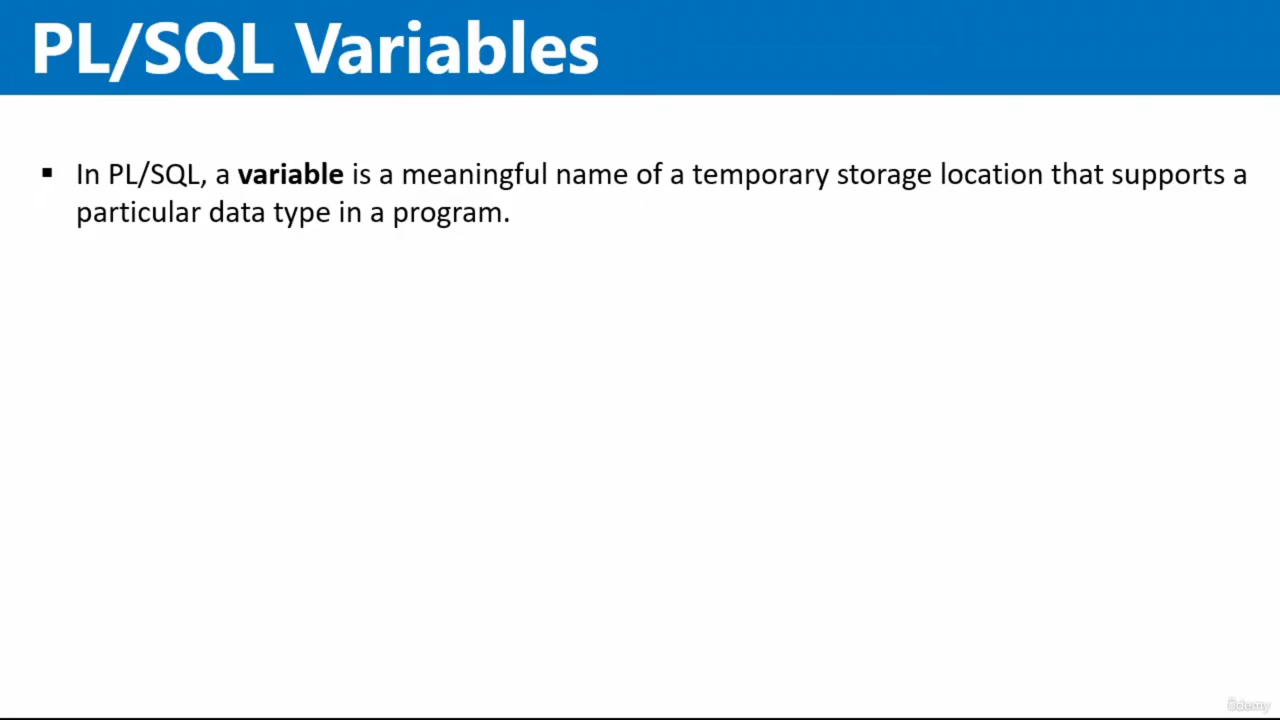 PL/SQL Variables
▪ In PL/SQL, a variable is a meaningful name of a temporary storage location that supports a
particular data type in a program.
Udemy